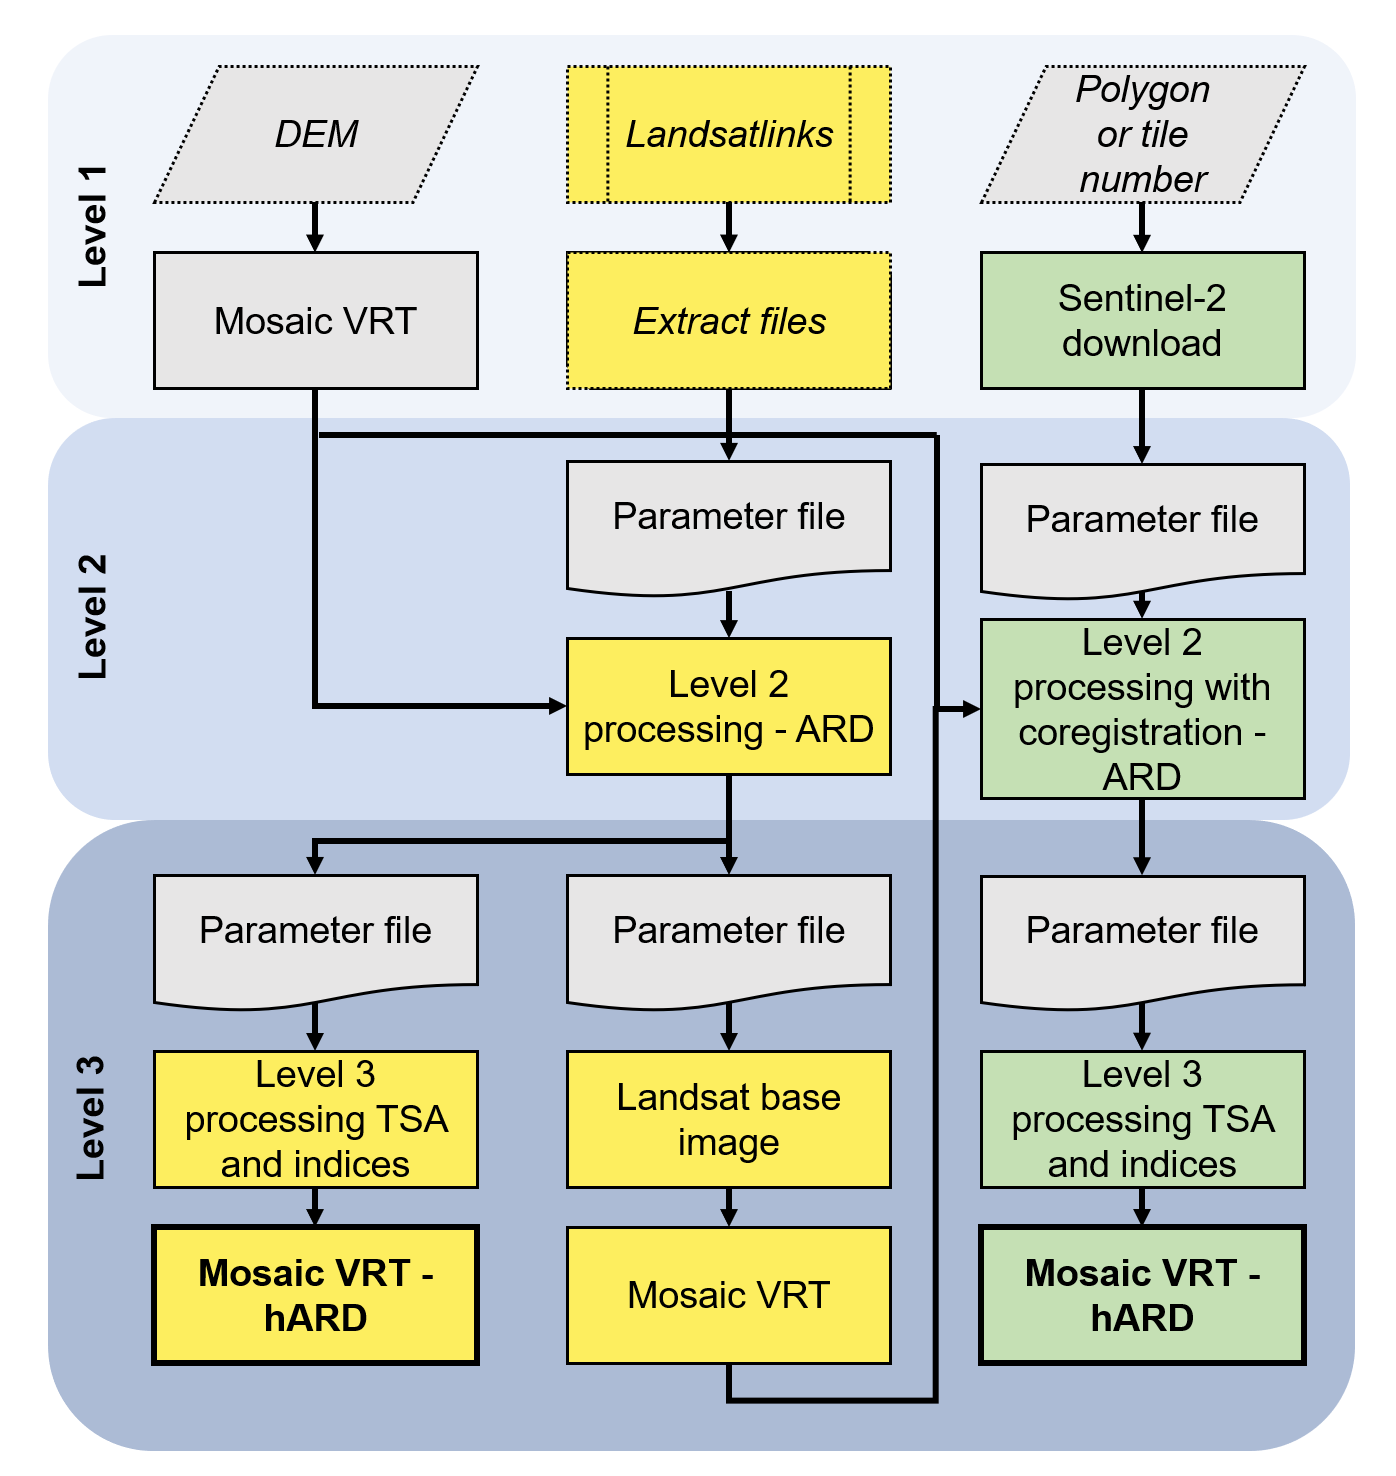 Level 1
DEM
Landsatlinks
Polygon
or tile
number
Mosaic VRT
Extract files
Sentinel-2
download
Level 2
Parameter file
Parameter file
Level 2
processing - ARD
Level 2
processing with
coregistration -
ARD
Level 3
Parameter file
Parameter file
Parameter file
Level 3
processing TSA
and indices
Landsat base
image
Level 3
processing TSA
and indices
Mosaic VRT -
hARD
Mosaic VRT
Mosaic VRT -
hARD